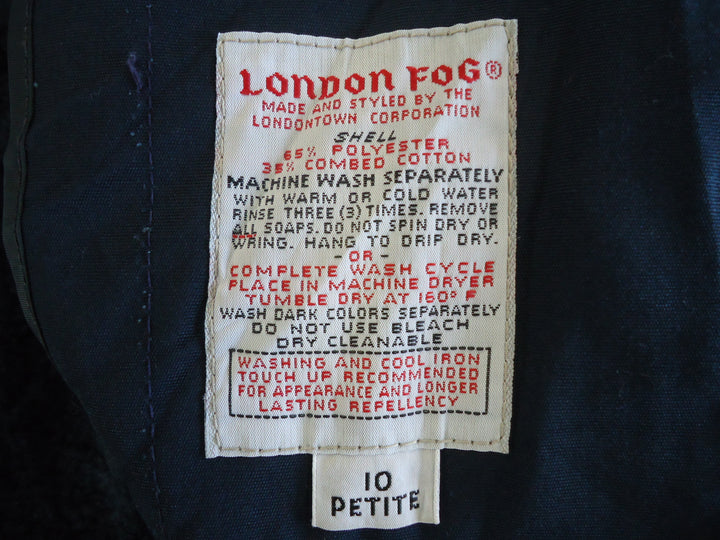 LONDON FOG®
MADE AND STYLED BY THE
LONDONTOWN CORPORATION
SHELL
65% POLYESTER
35% COMBED COTTON
MACHINE WASH SEPARATELY
WITH WARM OR COLD WATER
RINSE THREE (3) TIMES. REMOVE
ALL SOAPS. DO NOT SPIN DRY OR
WRING. HANG TO DRIP DRY.
- OR -
COMPLETE WASH CYCLE
PLACE IN MACHINE DRYER
TUMBLE DRY AT 160° F
WASH DARK COLORS SEPARATELY
DO NOT USE BLEACH
DRY CLEANABLE
WASHING AND COOL IRON
TOUCH UP RECOMMENDED
FOR APPEARANCE AND LONGER
LASTING REPELLENCY
10
PETITE